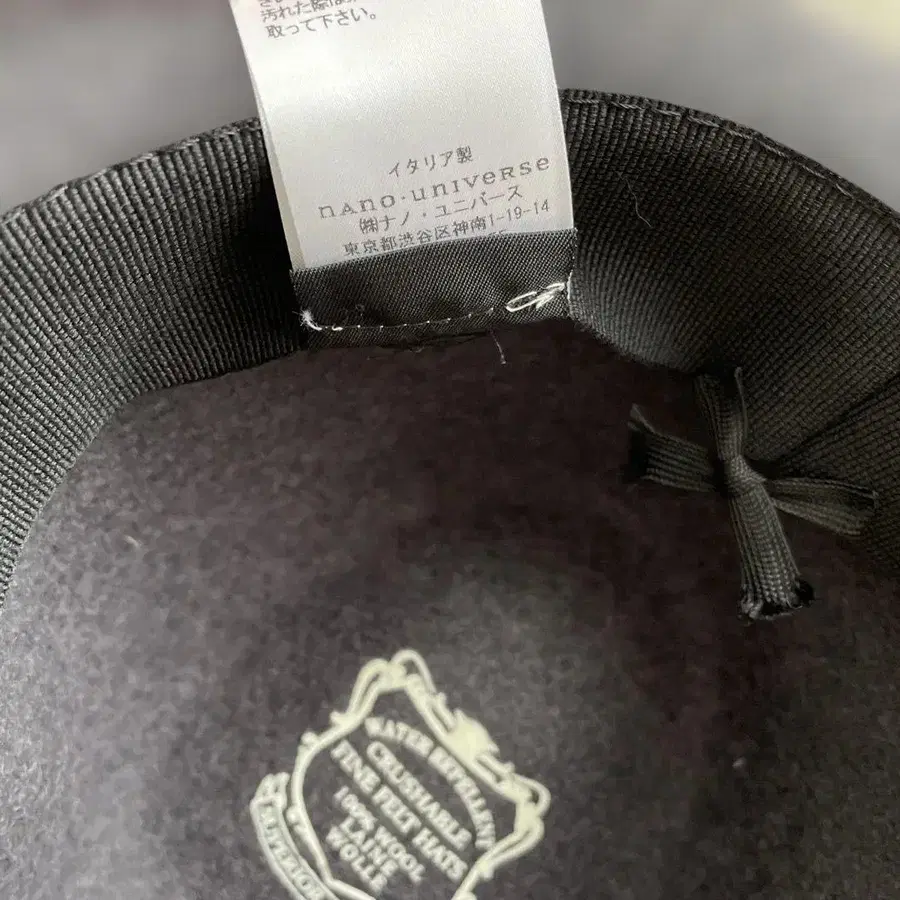 汚れた際は
取って下さい。
イタリア製
nAno·universe
㈱ナノ・ユニバース
東京都渋谷区神南1-19-14
WATER REPELLENT
CRUSHABLE
FINE FELT HATS
100% WOOL
LAINE
WOLLE
SUPERIOR